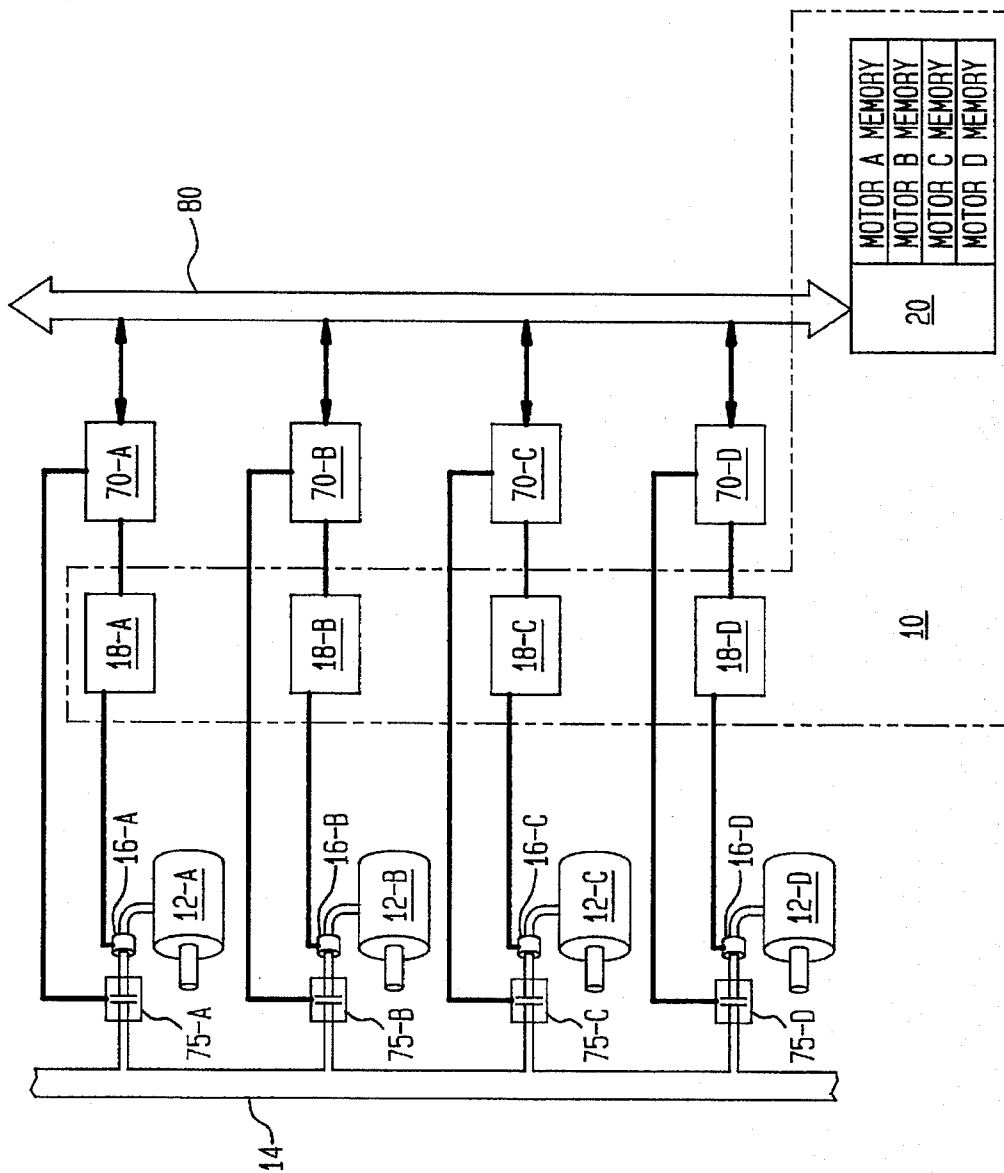 80
MOTOR A MEMORY
MOTOR B MEMORY
MOTOR C MEMORY
MOTOR D MEMORY
20
70-A
70-B
70-C
70-D
18-A
18-B
18-C
18-D
10
16-A
16-B
16-C
16-D
12-A
12-B
12-C
12-D
75-A
75-B
75-C
75-D
14